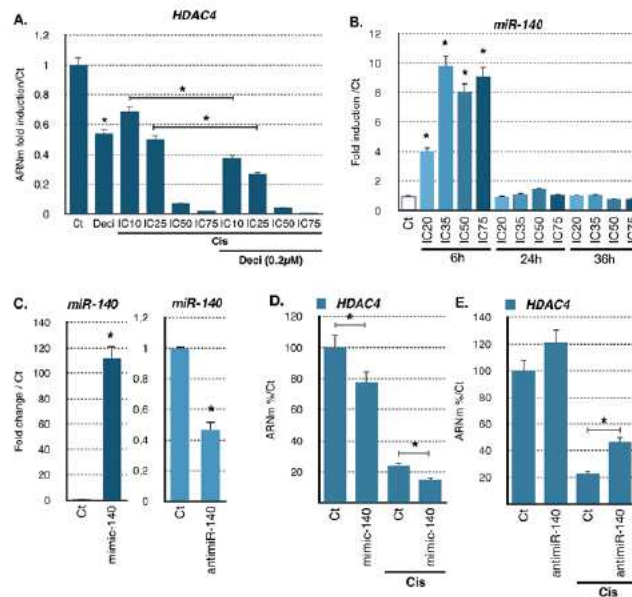 A.
HDAC4
ARNm fold induction/Ct
1,2
1
0.8
0.6
0.4
0.2
0
*
*
*
Ct Deci IC10 IC25 IC50 IC75 IC10 IC25 IC50 IC75
Cis
Deci (0.2µM)
B.
miR-140
Fold induction /Ct
12
10
8
6
4
2
0
*
*
*
*
Ct IC20 IC35 IC50 IC75 IC20 IC35 IC50 IC75 IC20 IC35 IC50 IC75
6h 24h 36h
C.
miR-140
Fold change / Ct
120
100
80
60
40
20
0
*
Ct mimic-140
miR-140
1,2
1
0,8
0,6
0,4
0,2
0
*
Ct antimiR-140
D.
HDAC4
ARNm %/Ct
100
80
60
40
20
*
*
Ct mimic-140 Ct mimic-140
Cis
E.
HDAC4
ARNm %/Ct
140
120
100
80
60
40
20
*
Ct antimiR-140 Ct antimiR-140
Cis